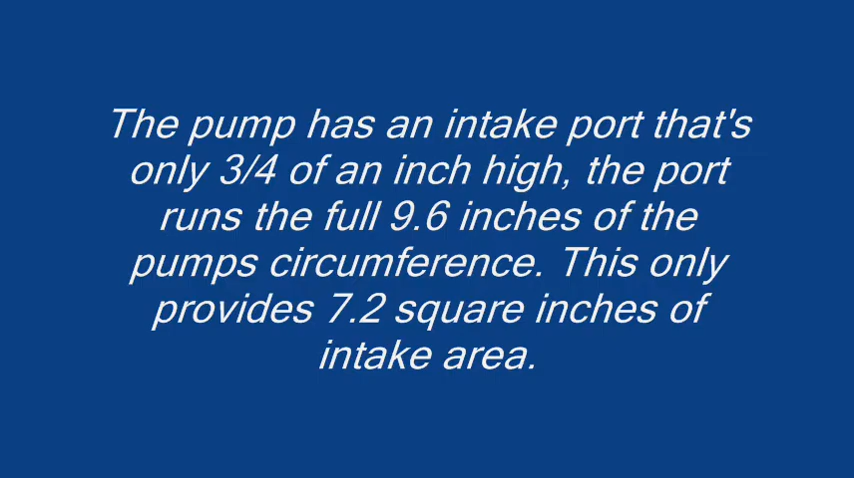 The pump has an intake port that's
only 3/4 of an inch high, the port
runs the full 9.6 inches of the
pumps circumference. This only
provides 7.2 square inches of
intake area.